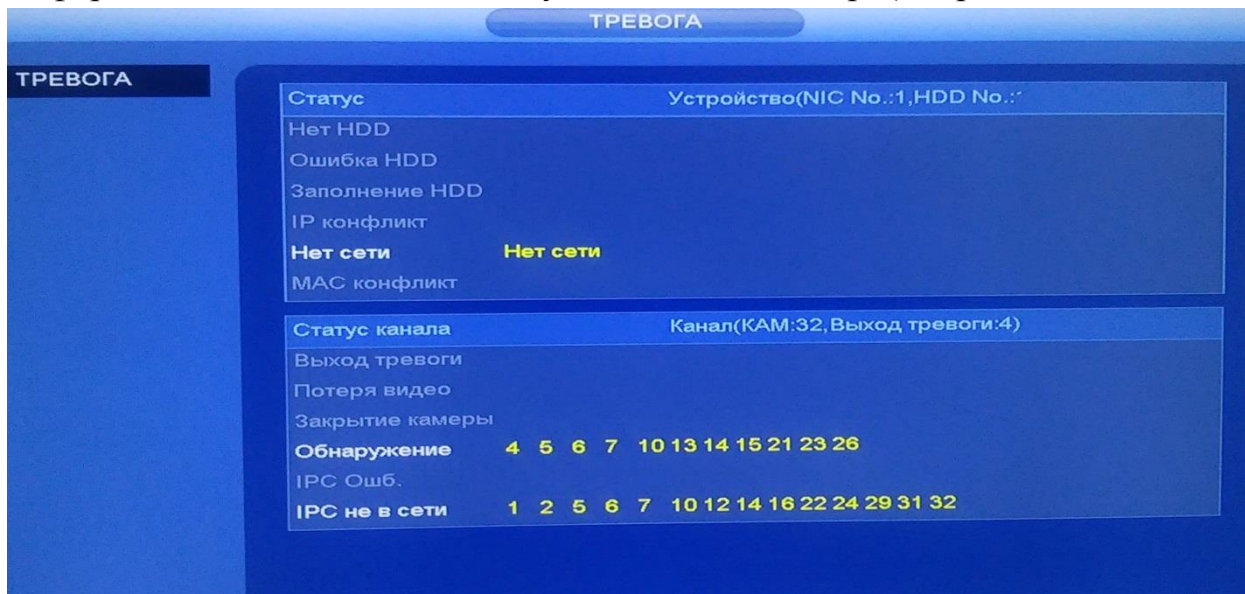 ТРЕВОГА
ТРЕВОГА
Статус Устройство(NIC No.:1,HDD No.:
Нет HDD
Ошибка HDD
Заполнение HDD
IP конфликт
Нет сети Нет сети
MAC конфликт
Статус канала Канал(КАМ:32,Выход тревоги:4)
Выход тревоги
Потеря видео
Закрытие камеры
Обнаружение 4 5 6 7 10 13 14 15 21 23 26
IPC Ошб.
IPC не в сети 1 2 5 6 7 10 12 14 16 22 24 29 31 32